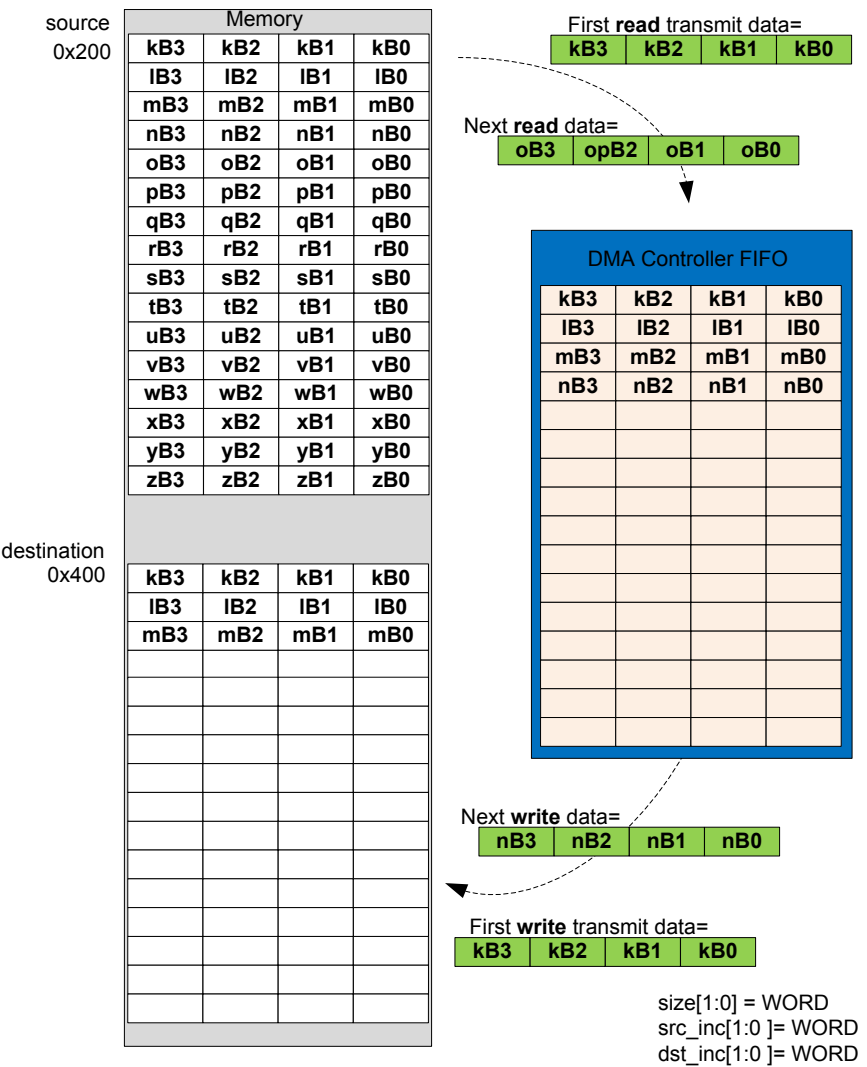 source
0x200
Memory
kB3 kB2 kB1 kB0
lB3 lB2 lB1 lB0
mB3 mB2 mB1 mB0
nB3 nB2 nB1 nB0
oB3 oB2 oB1 oB0
pB3 pB2 pB1 pB0
qB3 qB2 qB1 qB0
rB3 rB2 rB1 rB0
sB3 sB2 sB1 sB0
tB3 tB2 tB1 tB0
uB3 uB2 uB1 uB0
vB3 vB2 vB1 vB0
wB3 wB2 wB1 wB0
xB3 xB2 xB1 xB0
yB3 yB2 yB1 yB0
zB3 zB2 zB1 zB0
destination
0x400
kB3 kB2 kB1 kB0
lB3 lB2 lB1 lB0
mB3 mB2 mB1 mB0
First read transmit data=
kB3 kB2 kB1 kB0
Next read data=
oB3 opB2 oB1 oB0
DMA Controller FIFO
kB3 kB2 kB1 kB0
lB3 lB2 lB1 lB0
mB3 mB2 mB1 mB0
nB3 nB2 nB1 nB0
Next write data=
nB3 nB2 nB1 nB0
First write transmit data=
kB3 kB2 kB1 kB0
size[1:0] = WORD
src_inc[1:0 ]= WORD
dst_inc[1:0 ]= WORD